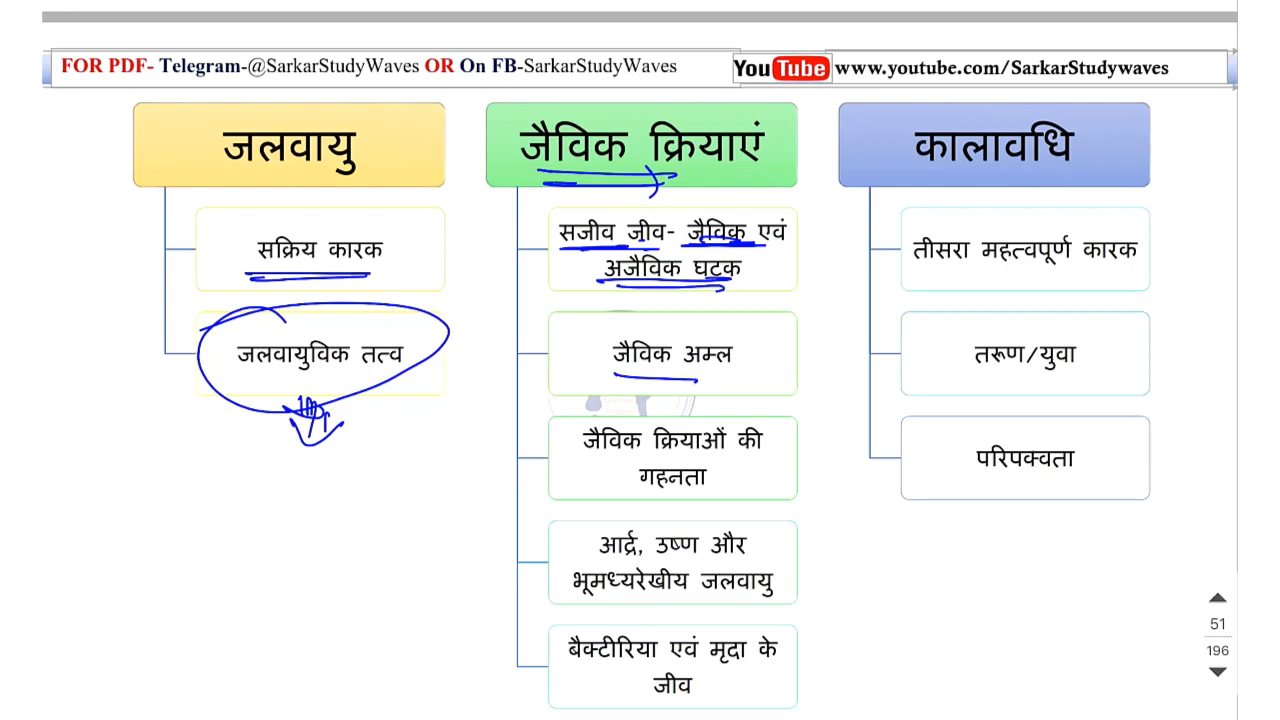 FOR PDF- Telegram-@SarkarStudyWaves OR On FB-SarkarStudyWaves
YouTube www.youtube.com/SarkarStudywaves
जलवायु
सक्रिय कारक
जलवायुविक तत्व
Imp
जैविक क्रियाएं
सजीव जीव- जैविक एवं
अजैविक घटक
जैविक अम्ल
जैविक क्रियाओं की
गहनता
आर्द्र, उष्ण और
भूमध्यरेखीय जलवायु
बैक्टीरिया एवं मृदा के
जीव
कालावधि
तीसरा महत्वपूर्ण कारक
तरूण/युवा
परिपक्वता
51
196